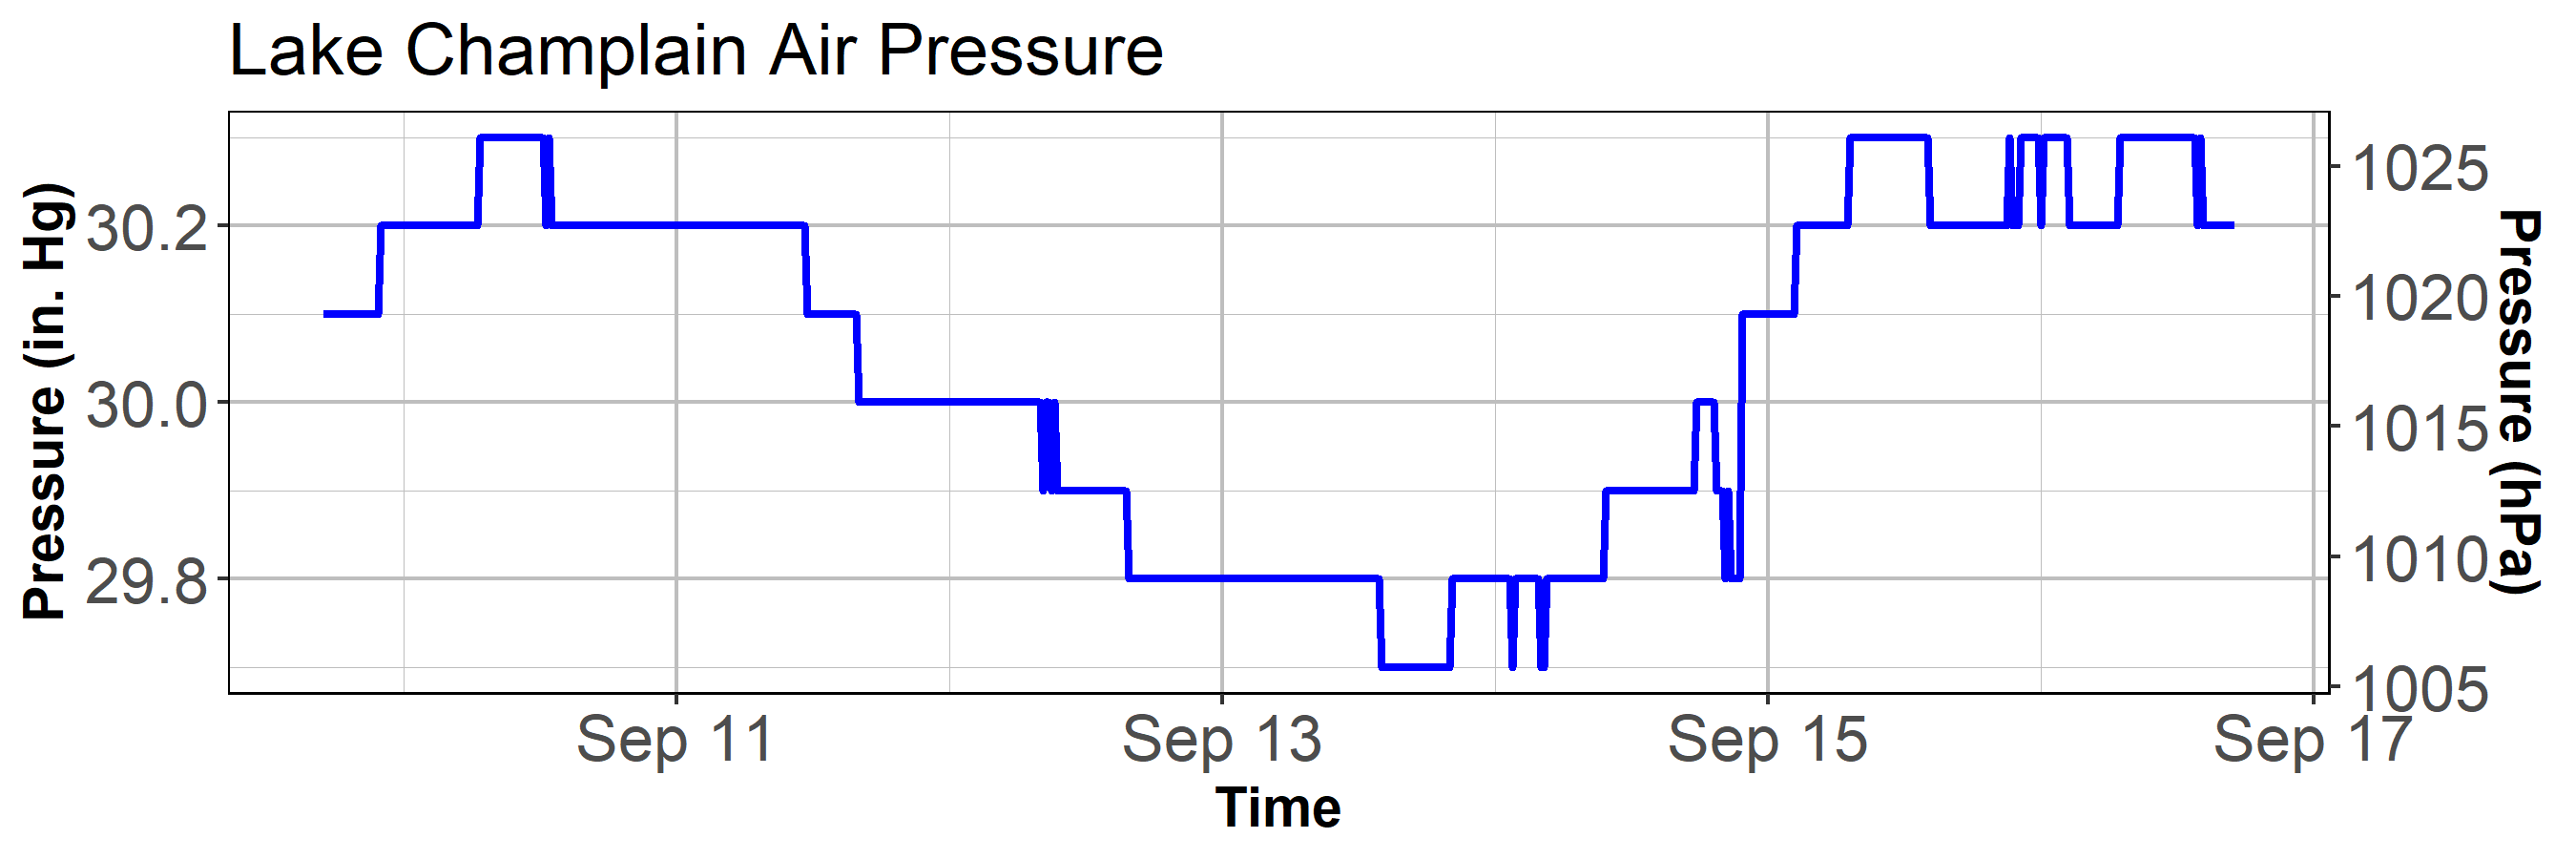 Lake Champlain Air Pressure
Pressure (in. Hg)
30.2
30.0
29.8
1025
1020
1015
1010
1005
Pressure (hPa)
Sep 11
Sep 13
Sep 15
Sep 17
Time